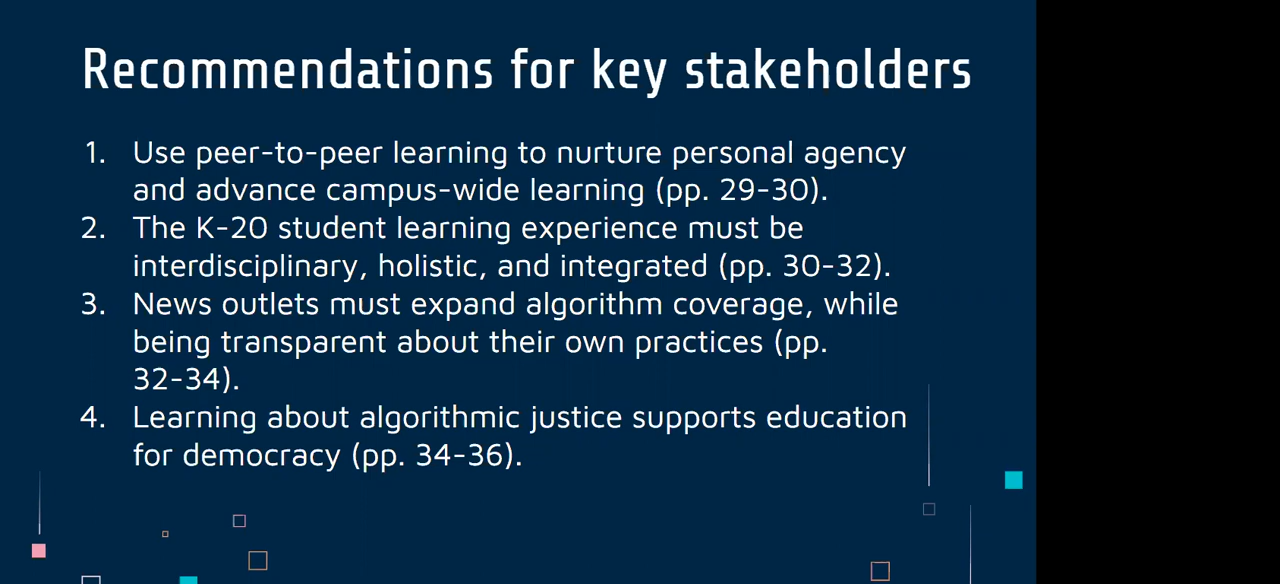 Recommendations for key stakeholders
1. Use peer-to-peer learning to nurture personal agency
and advance campus-wide learning (pp. 29-30).
2. The K-20 student learning experience must be
interdisciplinary, holistic, and integrated (pp. 30-32).
3. News outlets must expand algorithm coverage, while
being transparent about their own practices (pp.
32-34).
4. Learning about algorithmic justice supports education
for democracy (pp. 34-36).